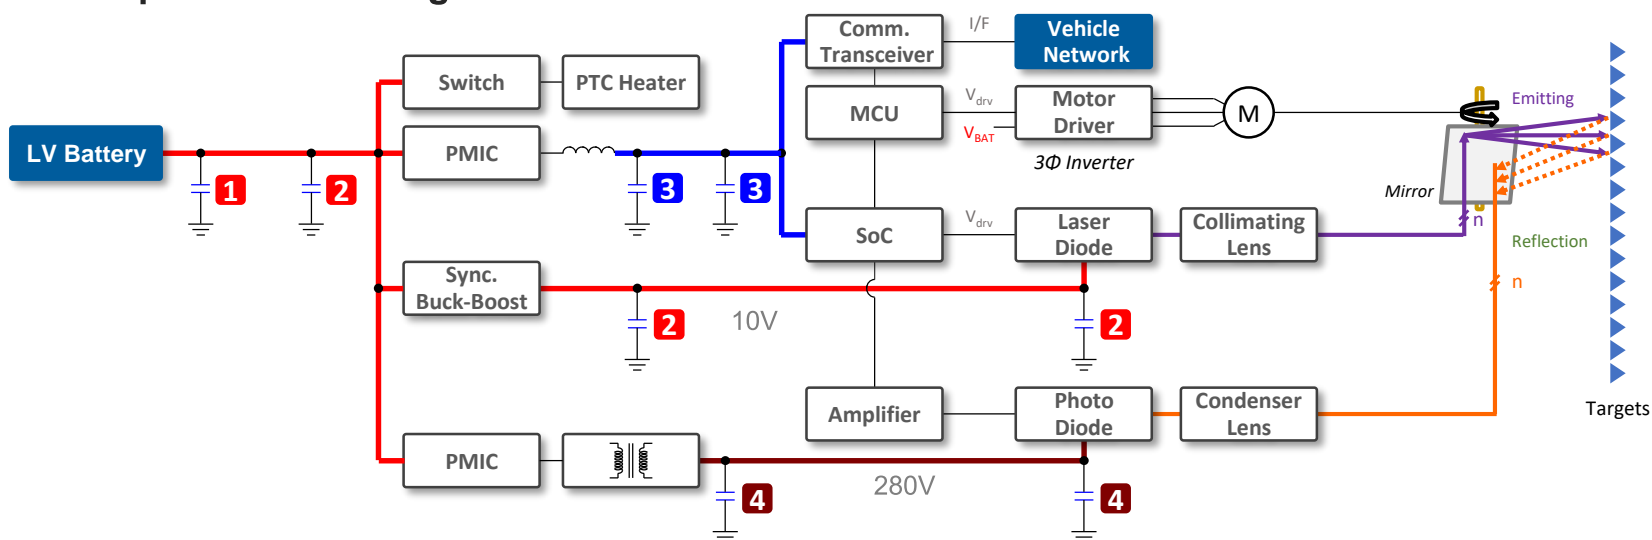 Comm.
Transceiver
I/F
Vehicle
Network
Switch
PTC Heater
MCU
Vdrv
VBAT
Motor
Driver
M
Emitting
LV Battery
PMIC
3Φ Inverter
1
2
3
3
Mirror
SoC
Vdrv
Laser
Diode
Collimating
Lens
n
Reflection
Sync.
Buck-Boost
n
2
10V
2
Amplifier
Photo
Diode
Condenser
Lens
Targets
PMIC
280V
4
4